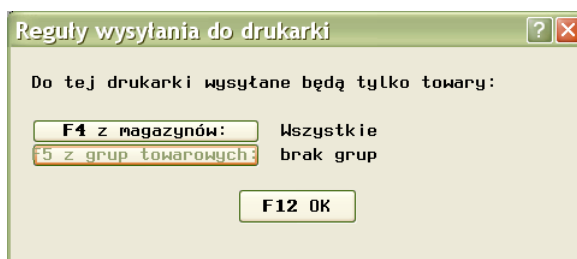 Reguły wysyłania do drukarki
Do tej drukarki wysyłane będą tylko towary:
F4 z magazynów: Wszystkie
F5 z grup towarowych: brak grup
F12 OK